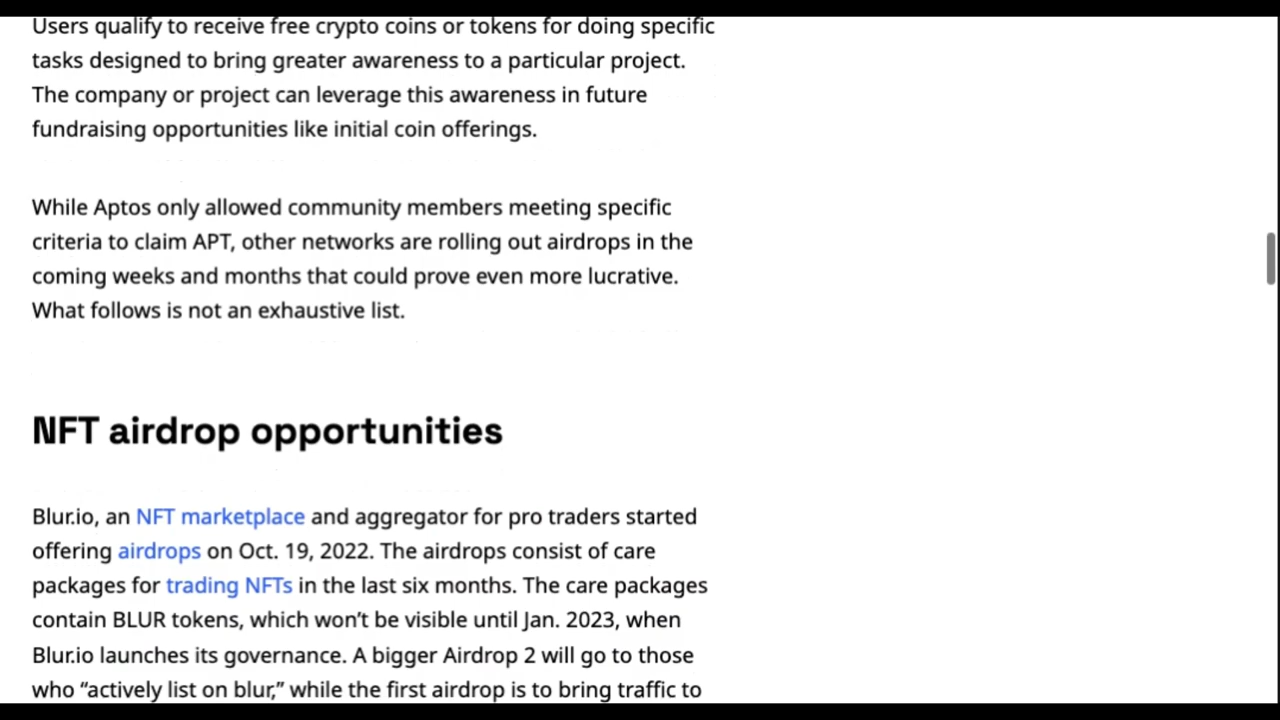 Users qualify to receive free crypto coins or tokens for doing specific
tasks designed to bring greater awareness to a particular project.
The company or project can leverage this awareness in future
fundraising opportunities like initial coin offerings.
While Aptos only allowed community members meeting specific
criteria to claim APT, other networks are rolling out airdrops in the
coming weeks and months that could prove even more lucrative.
What follows is not an exhaustive list.
NFT airdrop opportunities
Blur.io, an NFT marketplace and aggregator for pro traders started
offering airdrops on Oct. 19, 2022. The airdrops consist of care
packages for trading NFTs in the last six months. The care packages
contain BLUR tokens, which won’t be visible until Jan. 2023, when
Blur.io launches its governance. A bigger Airdrop 2 will go to those
who “actively list on blur,” while the first airdrop is to bring traffic to